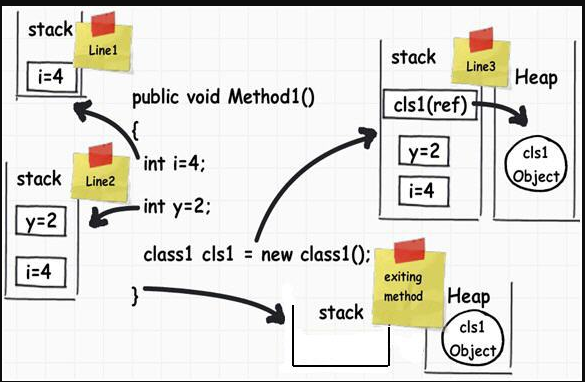 stack
Line1
i=4
public void Method1()
{
int i=4;
int y=2;
class1 cls1 = new class1();
}
stack
Line2
y=2
i=4
stack
Line3
Heap
cls1(ref)
y=2
i=4
cls1
Object
exiting
method
stack
Heap
cls1
Object